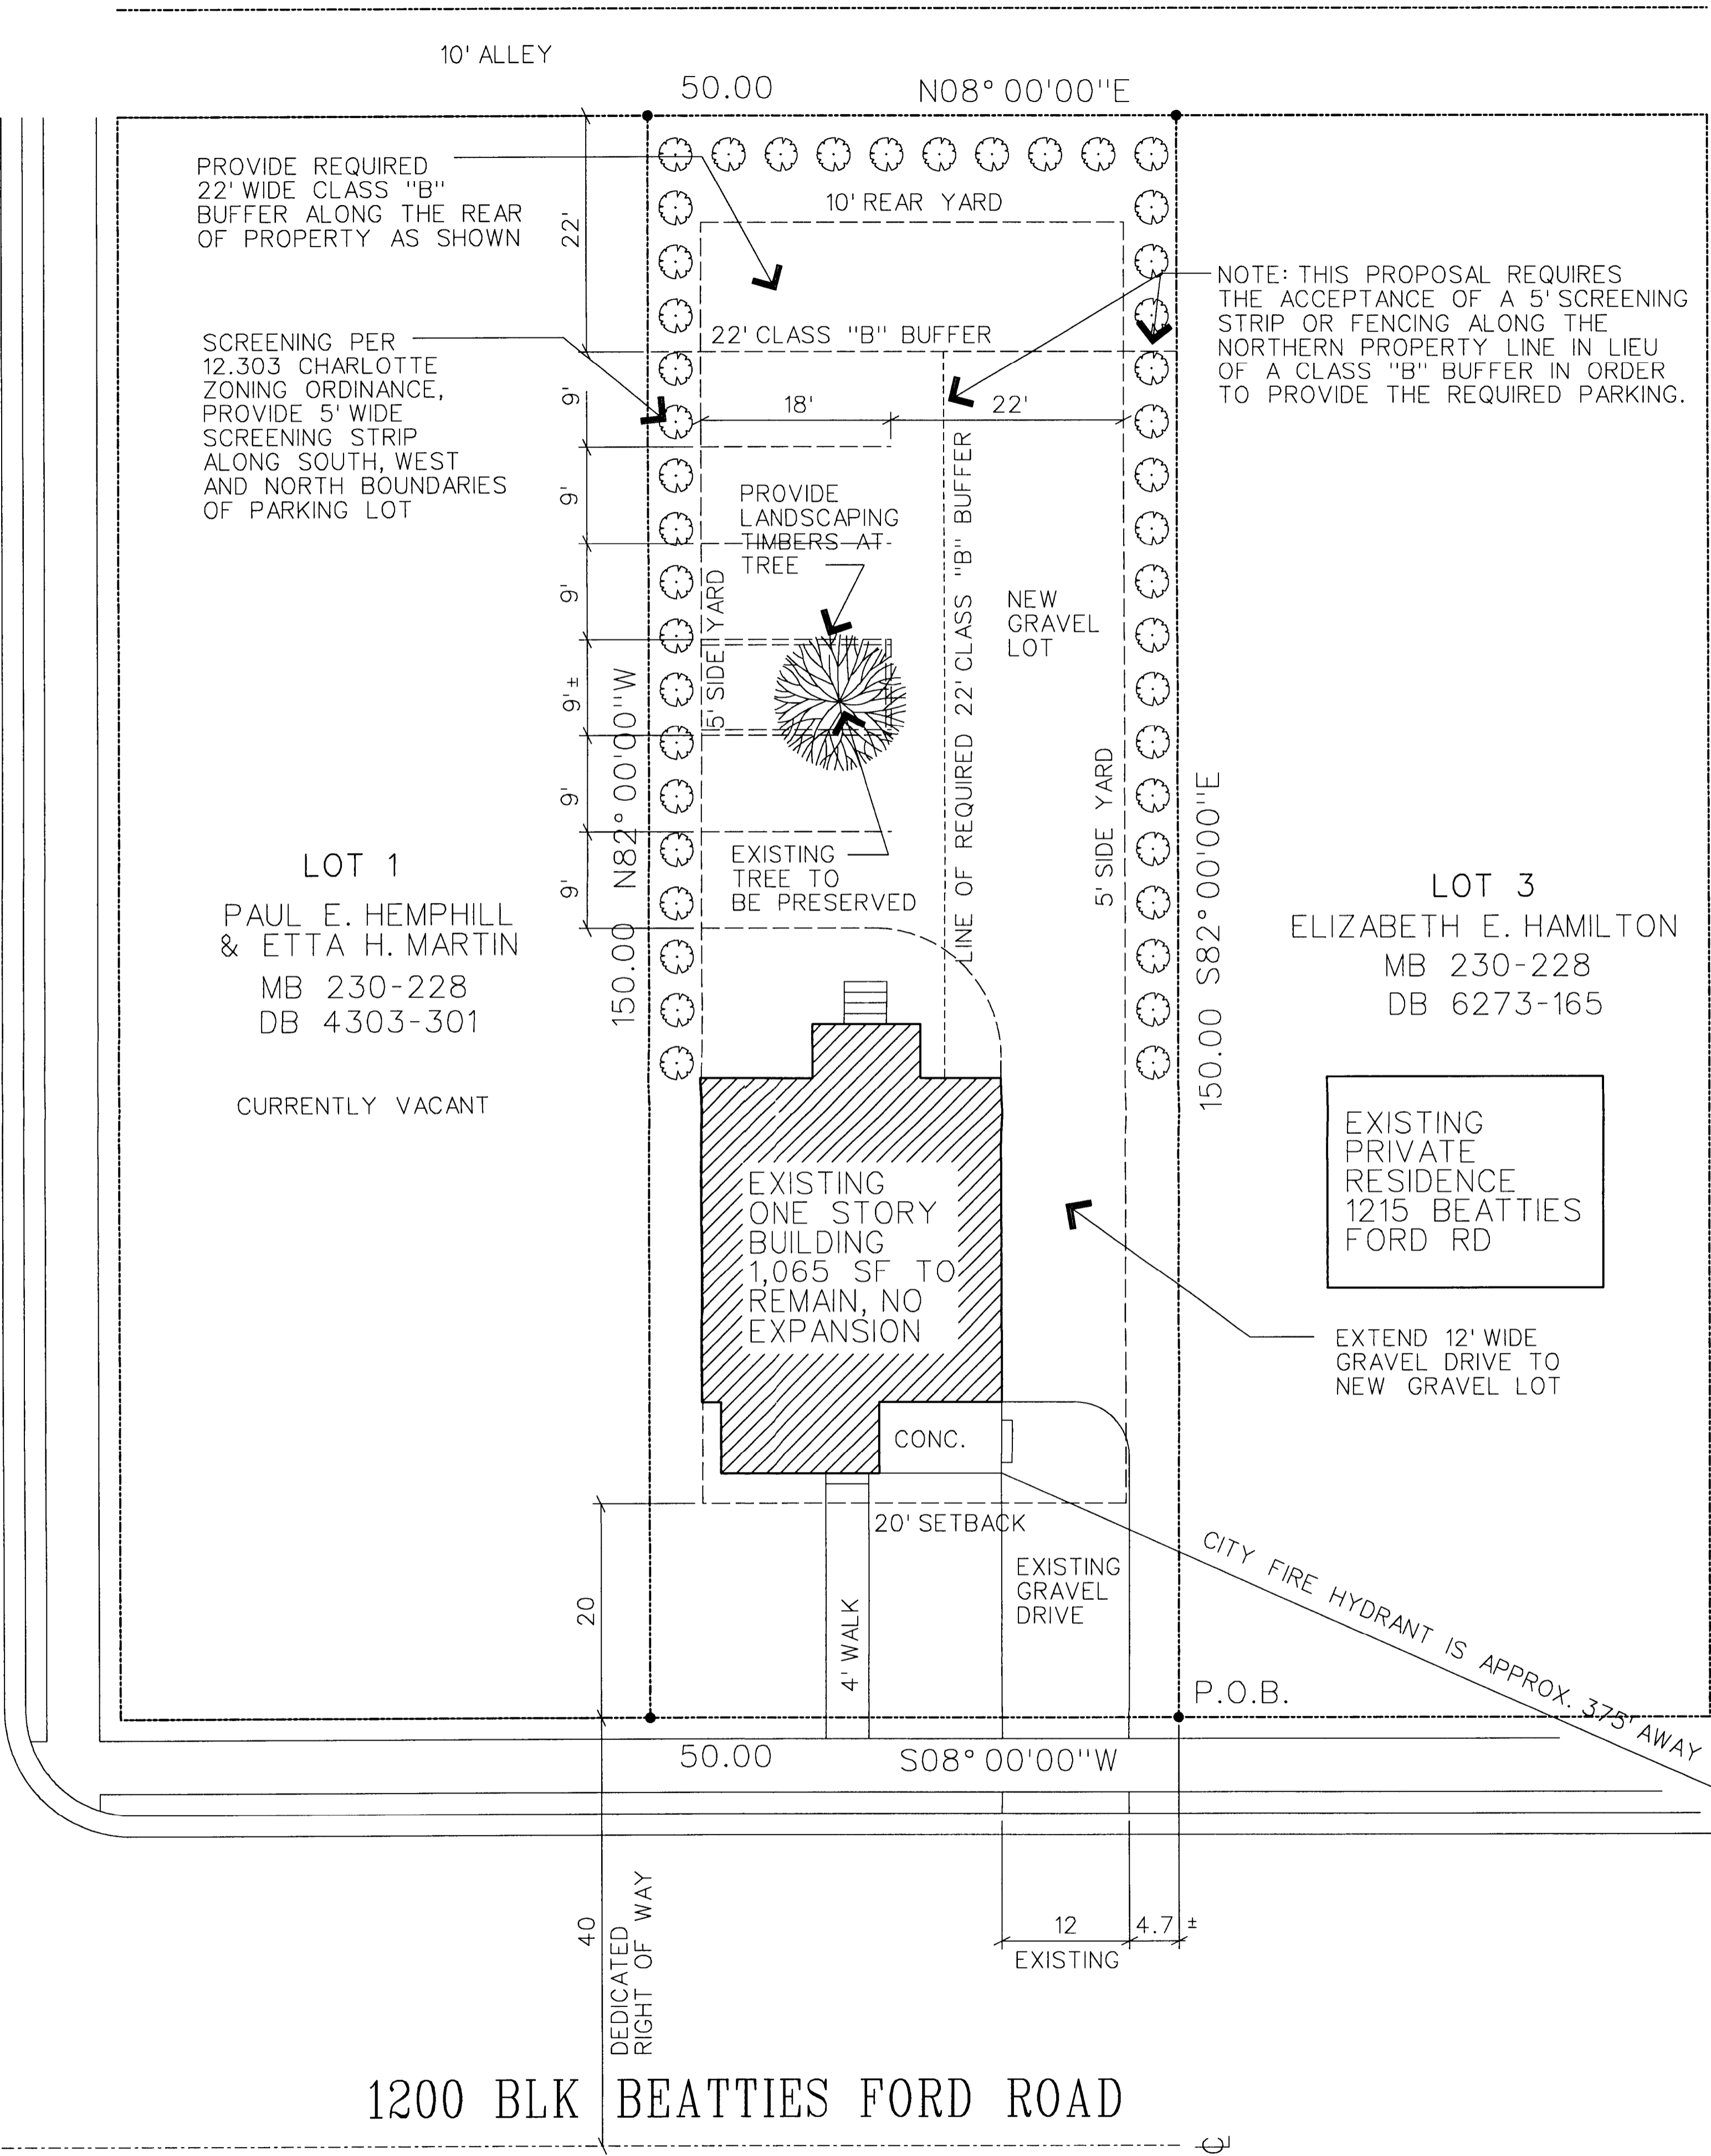 10' ALLEY
50.00 N08° 00'00"E
PROVIDE REQUIRED
22' WIDE CLASS "B"
BUFFER ALONG THE REAR
OF PROPERTY AS SHOWN
22'
10' REAR YARD
22' CLASS "B" BUFFER
NOTE: THIS PROPOSAL REQUIRES
THE ACCEPTANCE OF A 5' SCREENING
STRIP OR FENCING ALONG THE
NORTHERN PROPERTY LINE IN LIEU
OF A CLASS "B" BUFFER IN ORDER
TO PROVIDE THE REQUIRED PARKING.
SCREENING PER
12.303 CHARLOTTE
ZONING ORDINANCE,
PROVIDE 5' WIDE
SCREENING STRIP
ALONG SOUTH, WEST
AND NORTH BOUNDARIES
OF PARKING LOT
9'
18'
22'
9'
9'
9'±
9'
9'
PROVIDE
LANDSCAPING
TIMBERS AT
TREE
5' SIDE YARD
LINE OF REQUIRED 22' CLASS "B" BUFFER
NEW
GRAVEL
LOT
5' SIDE YARD
EXISTING
TREE TO
BE PRESERVED
150.00 N82° 00'00"W
150.00 S82° 00'00"E
LOT 1
PAUL E. HEMPHILL
& ETTA H. MARTIN
MB 230-228
DB 4303-301
CURRENTLY VACANT
LOT 3
ELIZABETH E. HAMILTON
MB 230-228
DB 6273-165
EXISTING
PRIVATE
RESIDENCE
1215 BEATTIES
FORD RD
EXISTING
ONE STORY
BUILDING
1,065 SF TO
REMAIN, NO
EXPANSION
EXTEND 12' WIDE
GRAVEL DRIVE TO
NEW GRAVEL LOT
CONC.
20' SETBACK
EXISTING
GRAVEL
DRIVE
4' WALK
20
CITY FIRE HYDRANT IS APPROX. 375' AWAY
P.O.B.
50.00 S08° 00'00"W
40
DEDICATED
RIGHT OF WAY
12
4.7 ±
EXISTING
1200 BLK BEATTIES FORD ROAD
CL